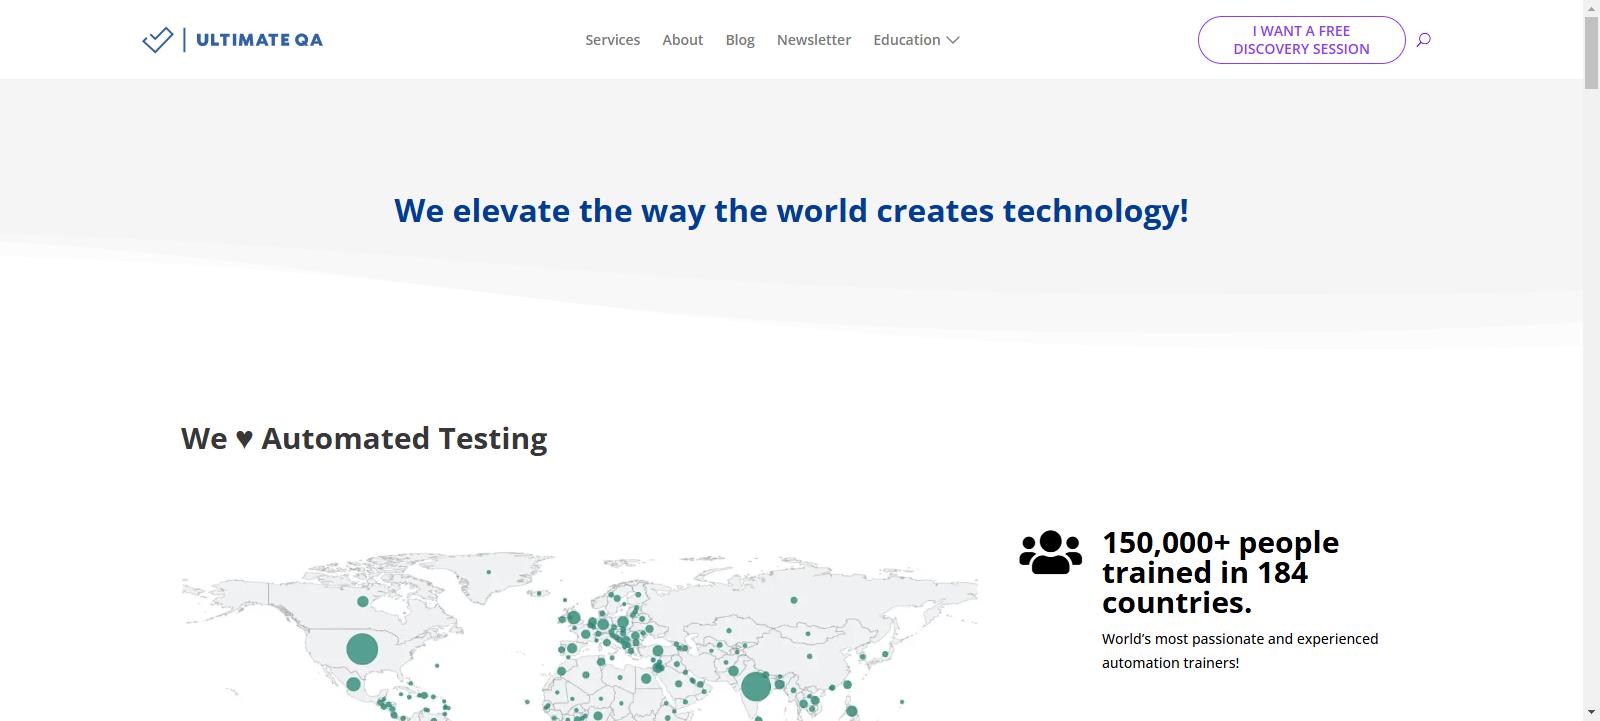 ULTIMATE QA
Services
About
Blog
Newsletter
Education
I WANT A FREE
DISCOVERY SESSION
We elevate the way the world creates technology!
We ♥ Automated Testing
150,000+ people
trained in 184
countries.
World’s most passionate and experienced
automation trainers!